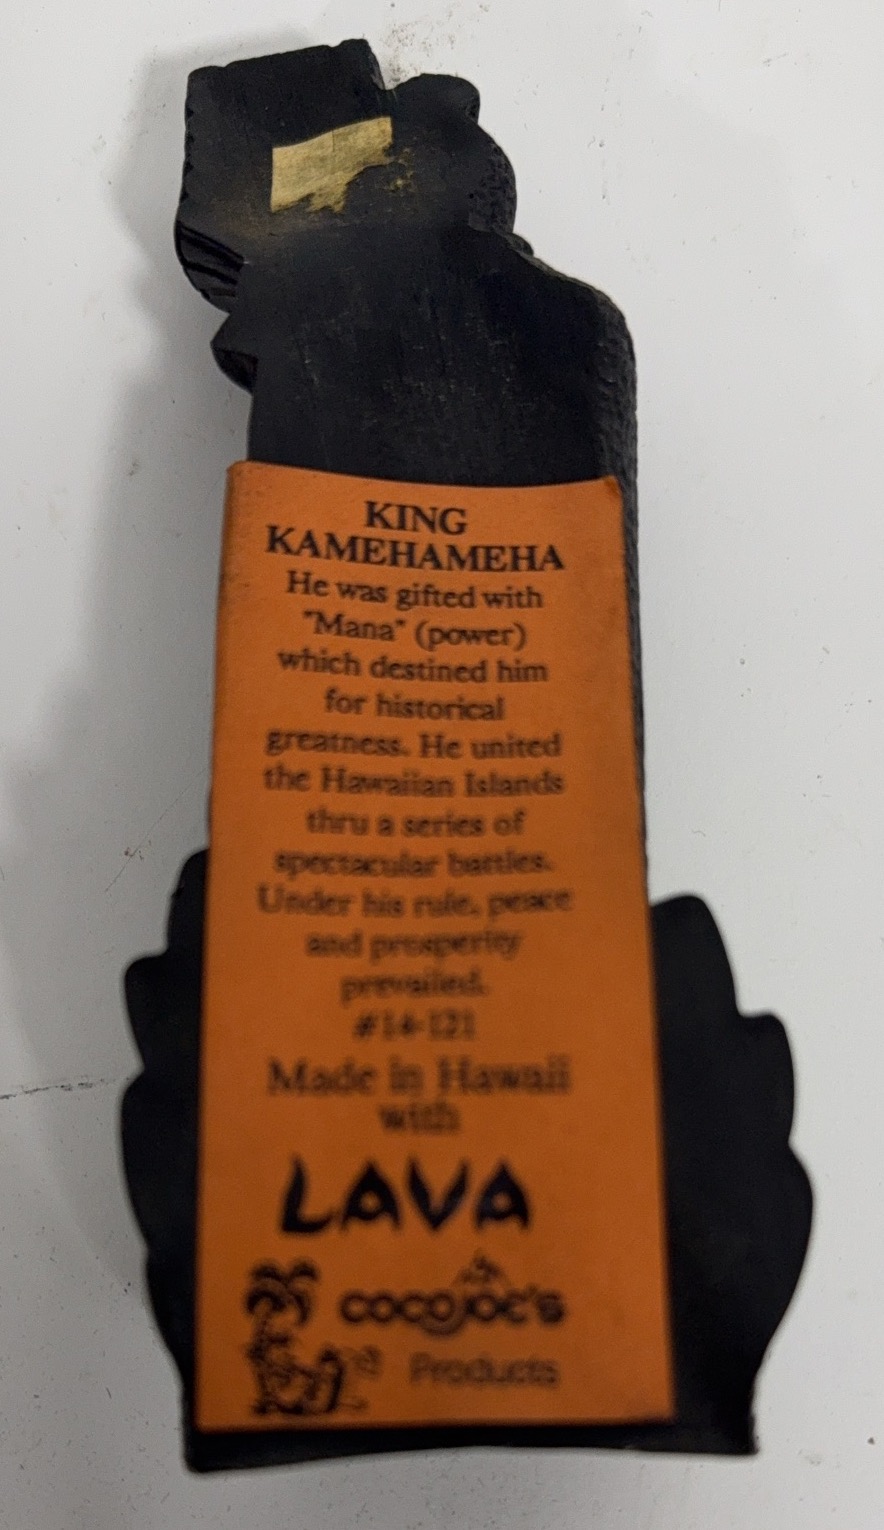 KING
KAMEHAMEHA
He was gifted with
"Mana" (power)
which destined him
for historical
greatness. He united
the Hawaiian Islands
thru a series of
spectacular battles.
Under his rule, peace
and prosperity
prevailed.
#14-121
Made in Hawaii
with
LAVA
COCOJOE'S
Products